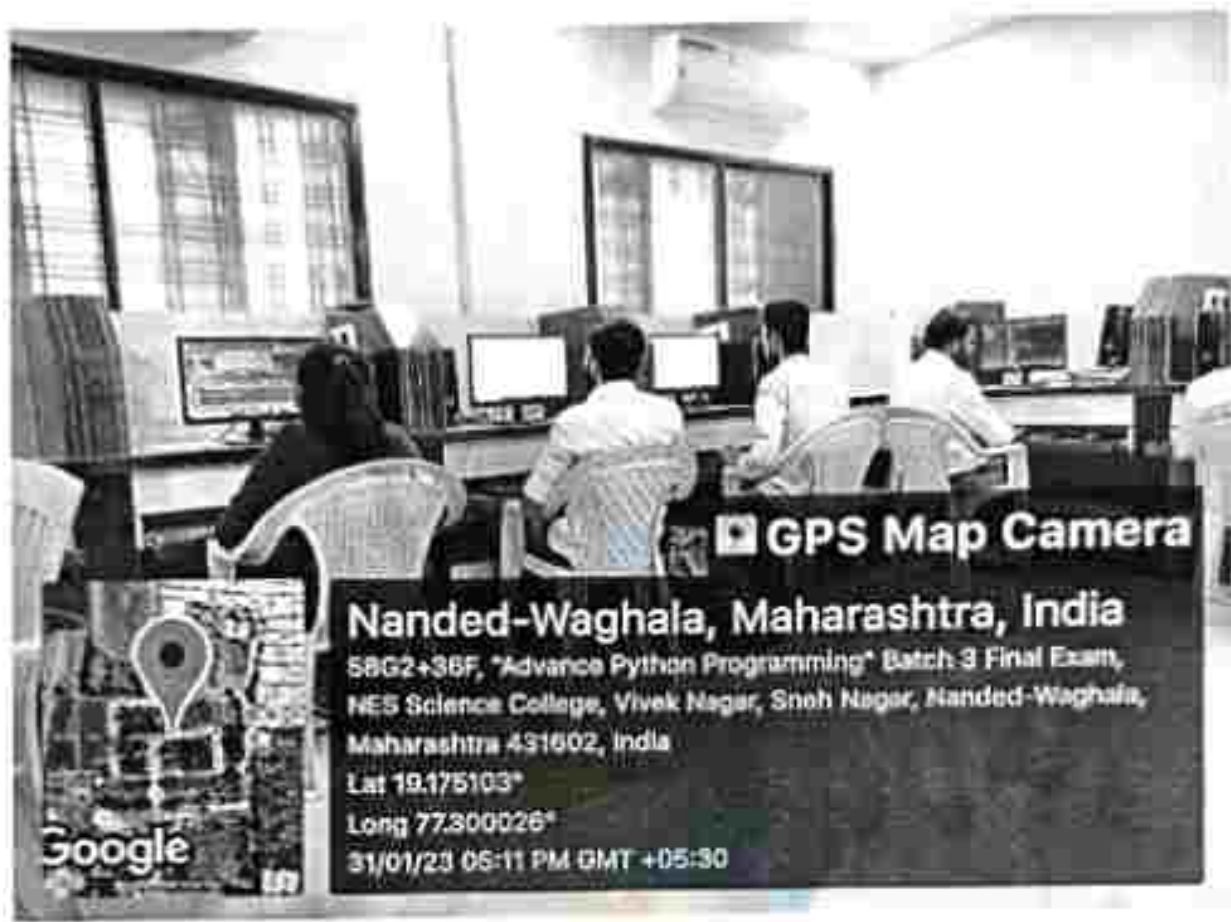 GPS Map Camera
Nanded-Waghala, Maharashtra, India
58G2+36F, "Advance Python Programming" Batch 3 Final Exam,
NES Science College, Vivek Nagar, Sneh Nagar, Nanded-Waghala,
Maharashtra 431602, India
Lat 19.175103°
Long 77.300026°
31/01/23 05:11 PM GMT +05:30
Google